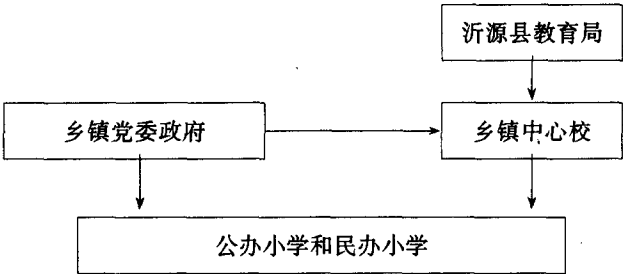 沂源县教育局
乡镇党委政府
乡镇中心校
公办小学和民办小学